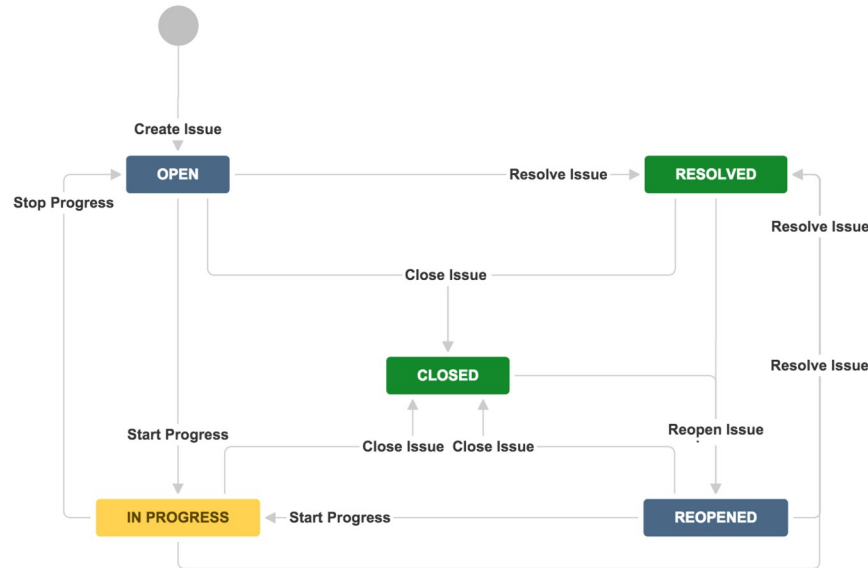 Create Issue
OPEN
Resolve Issue
RESOLVED
Stop Progress
Resolve Issue
Close Issue
CLOSED
Resolve Issue
Start Progress
Reopen Issue
Close Issue
Close Issue
IN PROGRESS
Start Progress
REOPENED